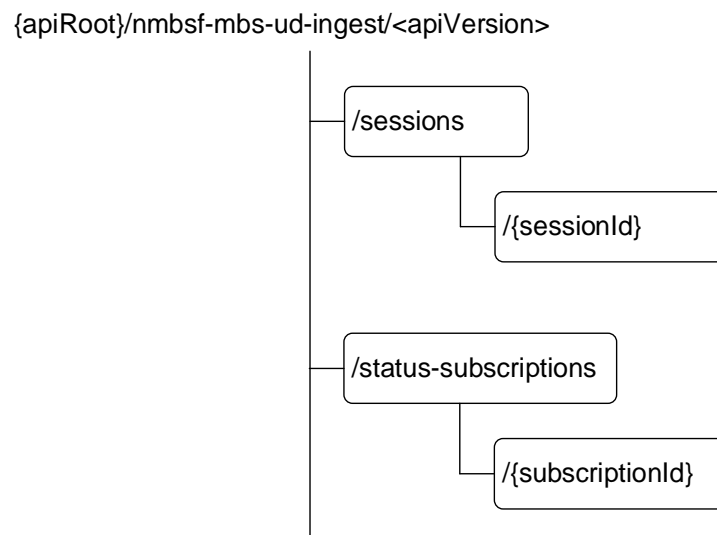 {apiRoot}/nmbsf-mbs-ud-ingest/<apiVersion>
/sessions
/{sessionId}
/status-subscriptions
/{subscriptionId}